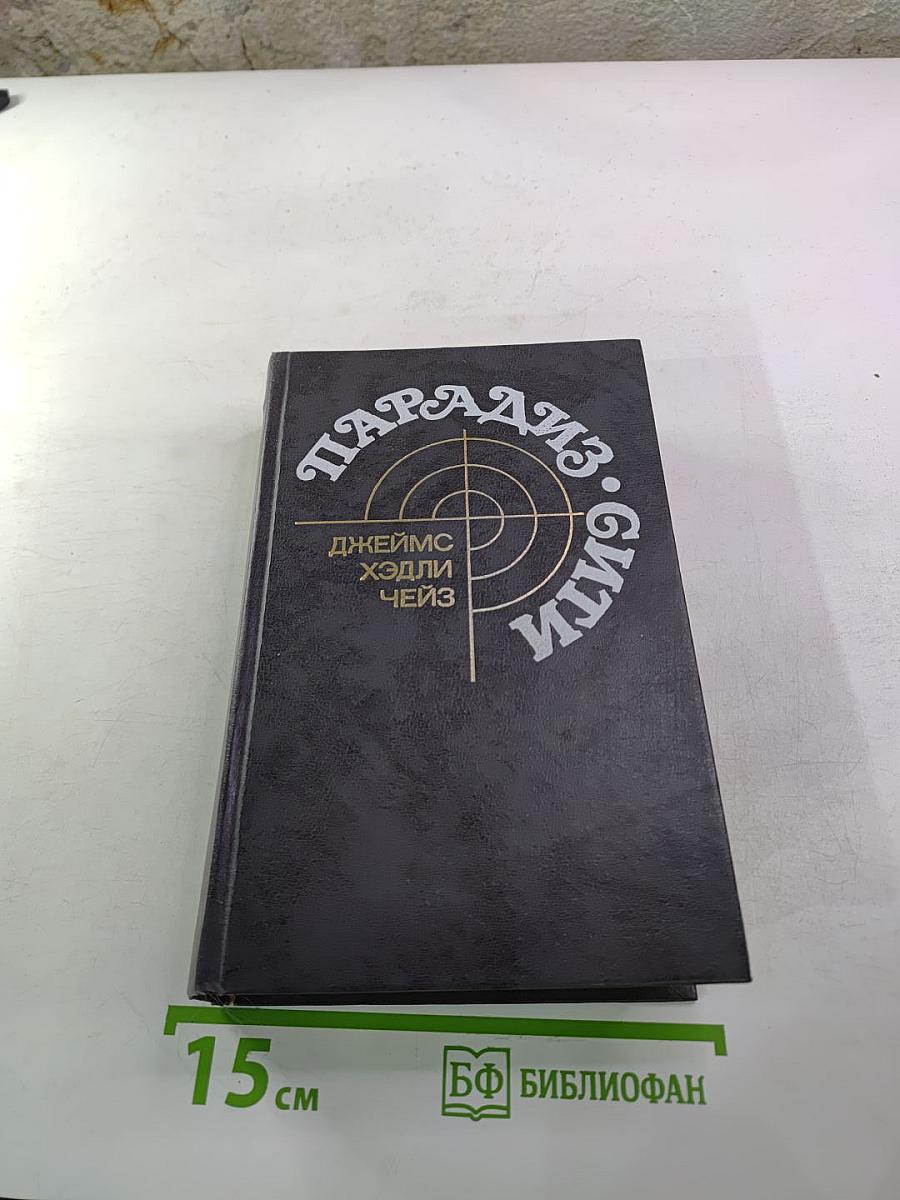 ПАРАДИЗ·СИТИ
ДЖЕЙМС
ХЭДЛИ
ЧЕЙЗ
15 см
БФ БИБЛИОФАН